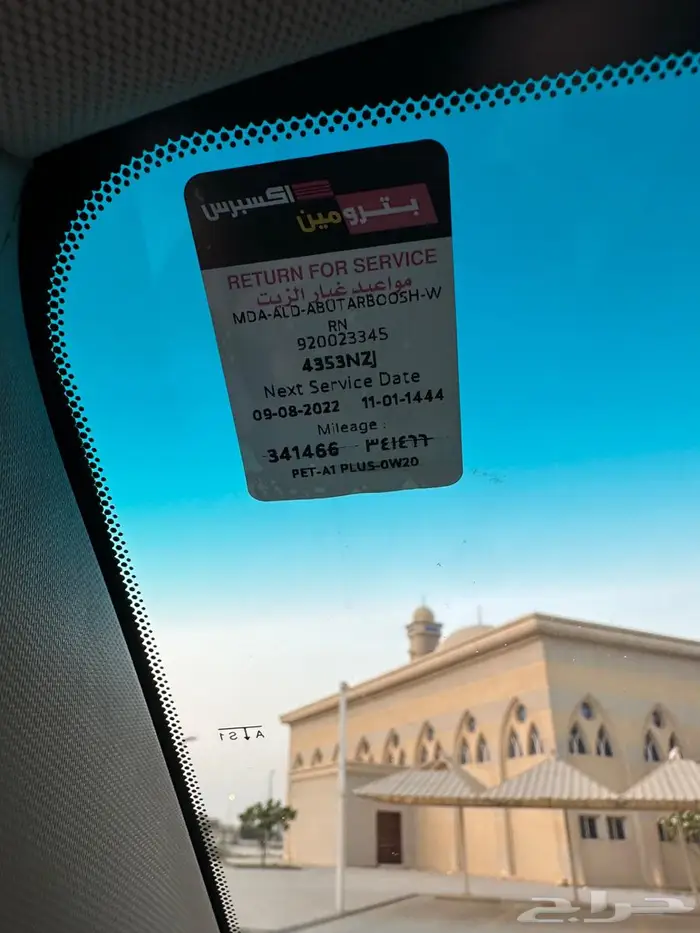 بترومين اكسبرس
RETURN FOR SERVICE
مواعيد غيار الزيت
MDA-ALD-ABUTARBOOSH-W
RN
920023345
4353NZJ
Next Service Date
09-08-2022 11-01-1444
Mileage :
341466 ٣٤١٤٦٦
PET-A1 PLUS-0W20
AS1
حراج